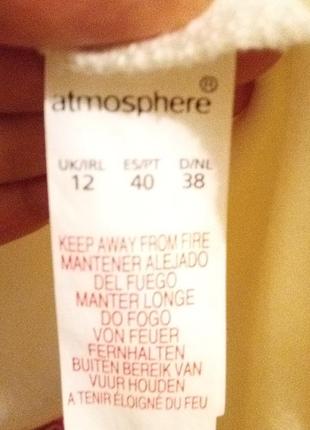 atmosphere®
UK/IRL ES/PT D/NL
12 40 38
KEEP AWAY FROM FIRE
MANTENER ALEJADO
DEL FUEGO
MANTER LONGE
DO FOGO
VON FEUER
FERNHALTEN
BUITEN BEREIK VAN
VUUR HOUDEN
A TENIR ÉLOIGNÉ DU FEU